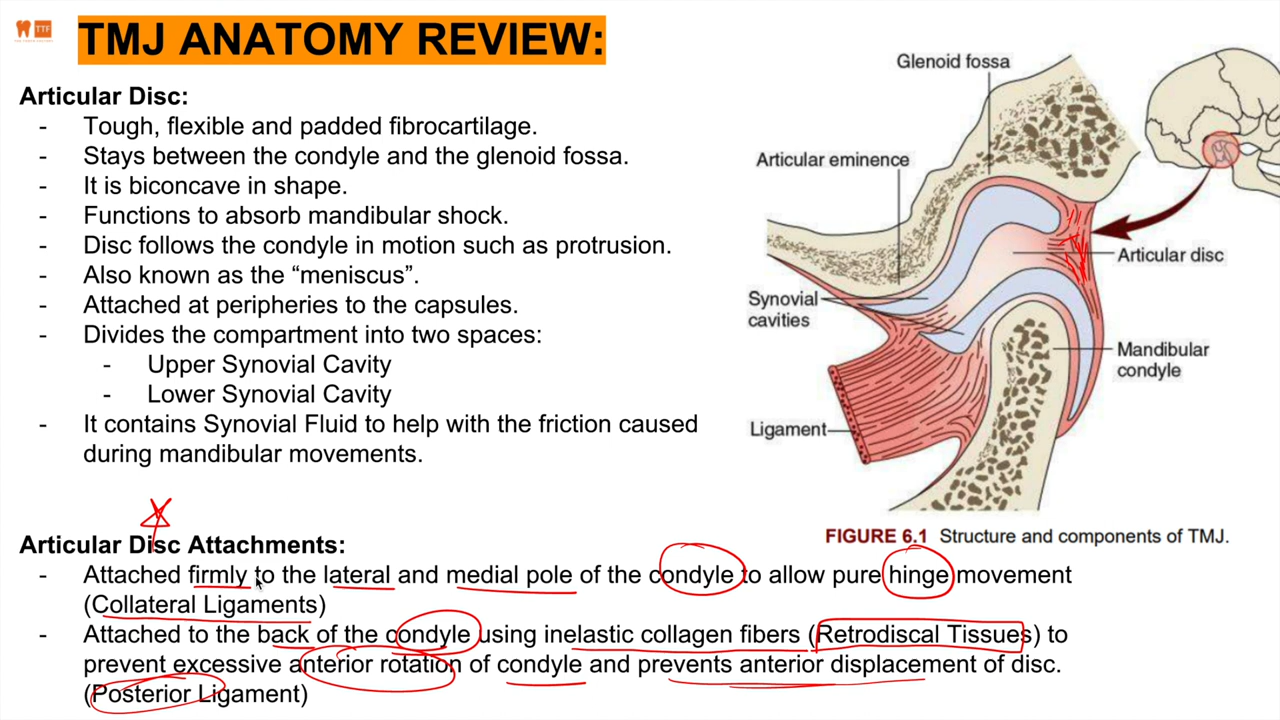 TTF
TMJ ANATOMY REVIEW:
Articular Disc:
- Tough, flexible and padded fibrocartilage.
- Stays between the condyle and the glenoid fossa.
- It is biconcave in shape.
- Functions to absorb mandibular shock.
- Disc follows the condyle in motion such as protrusion.
- Also known as the “meniscus”.
- Attached at peripheries to the capsules.
- Divides the compartment into two spaces:
- Upper Synovial Cavity
- Lower Synovial Cavity
- It contains Synovial Fluid to help with the friction caused
during mandibular movements.
Glenoid fossa
Articular eminence
Articular disc
Synovial
cavities
Mandibular
condyle
Ligament
FIGURE 6.1 Structure and components of TMJ.
Articular Disc Attachments:
- Attached firmly to the lateral and medial pole of the condyle to allow pure hinge movement
(Collateral Ligaments)
- Attached to the back of the condyle using inelastic collagen fibers (Retrodiscal Tissues) to
prevent excessive anterior rotation of condyle and prevents anterior displacement of disc.
(Posterior Ligament)